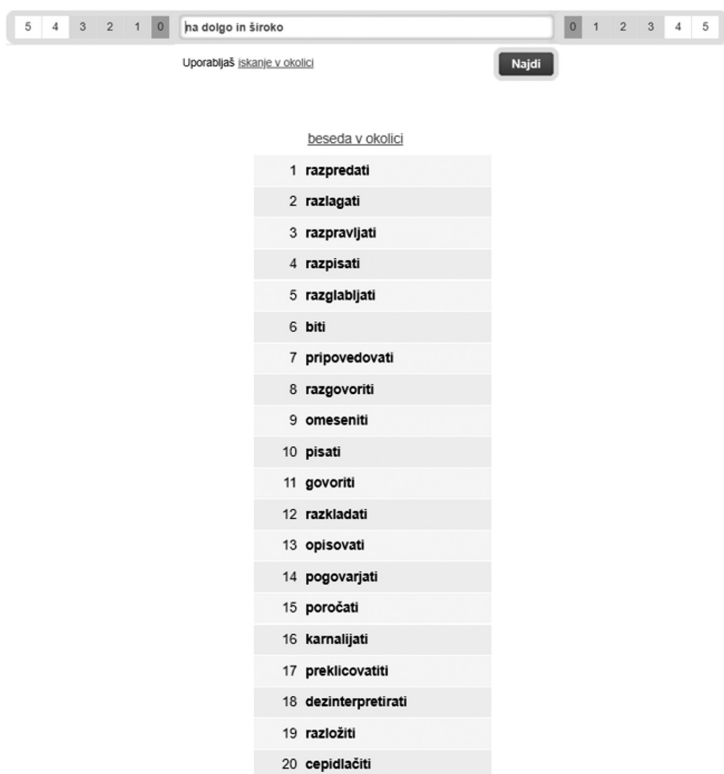 5 4 3 2 1 0 na dolgo in široko 0 1 2 3 4 5
Uporabljaš iskanje v okolici Najdi
beseda v okolici
1 razpredati
2 razlagati
3 razpravljati
4 razpisati
5 razglabljati
6 biti
7 pripovedovati
8 razgovoriti
9 omeseniti
10 pisati
11 govoriti
12 razkladati
13 opisovati
14 pogovarjati
15 poročati
16 karnalijati
17 preklicovatiti
18 dezinterpretirati
19 razložiti
20 cepidlačiti